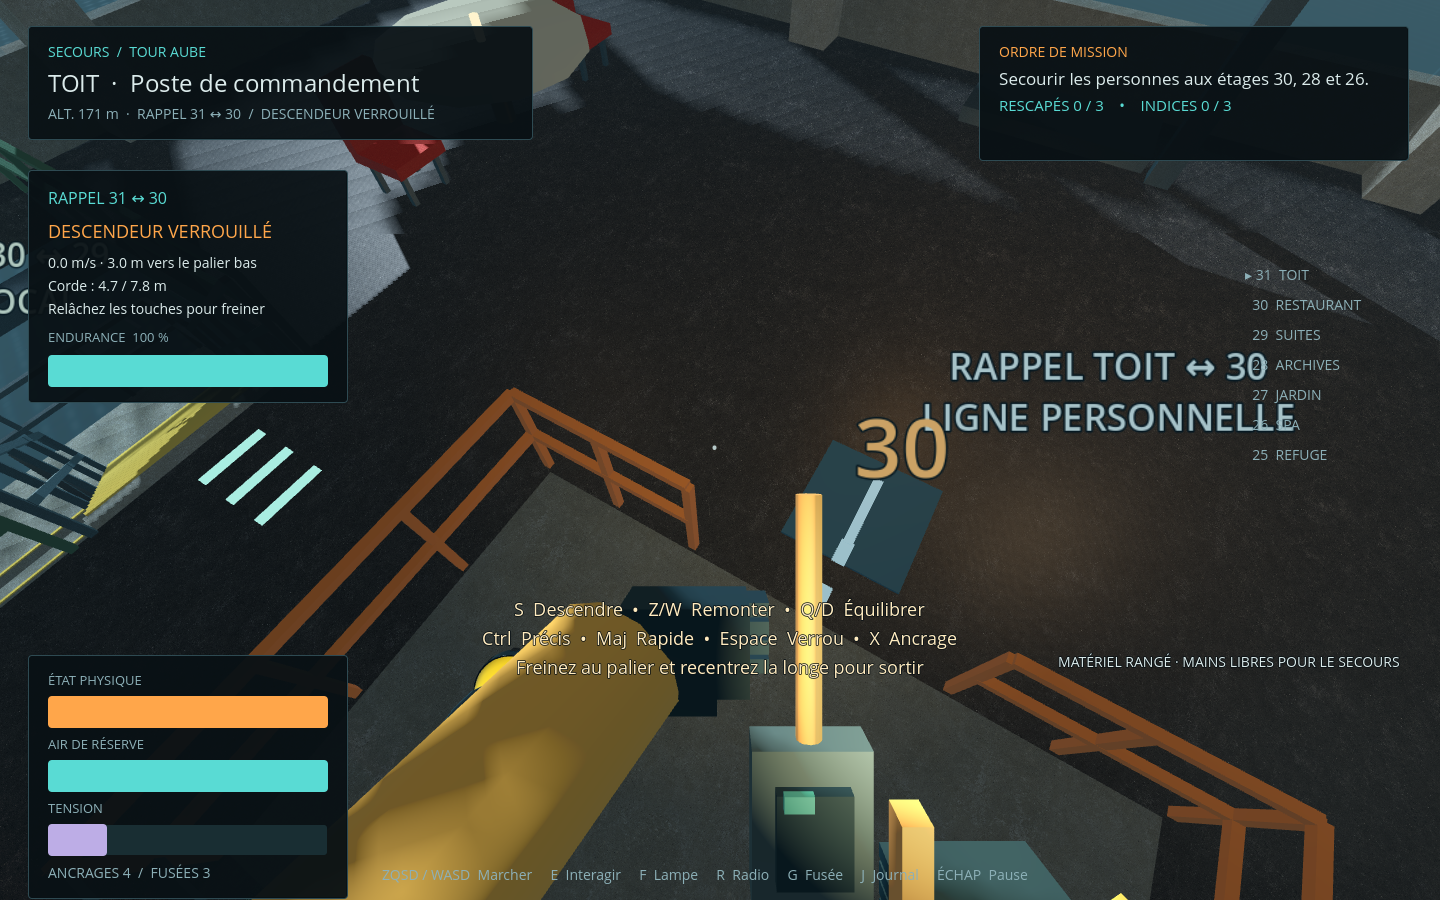 SECOURS / TOUR AUBE
TOIT · Poste de commandement
ALT. 171 m · RAPPEL 31 ↔ 30 / DESCENDEUR VERROUILLÉ
ORDRE DE MISSION
Secourir les personnes aux étages 30, 28 et 26.
RESCAPÉS 0 / 3 • INDICES 0 / 3
RAPPEL 31 ↔ 30
DESCENDEUR VERROUILLÉ
0.0 m/s · 3.0 m vers le palier bas
Corde : 4.7 / 7.8 m
Relâchez les touches pour freiner
ENDURANCE 100 %
▸ 31 TOIT
30 RESTAURANT
29 SUITES
28 ARCHIVES
27 JARDIN
26 SPA
25 REFUGE
RAPPEL TOIT ↔ 30
LIGNE PERSONNELLE
30
S Descendre • Z/W Remonter • Q/D Équilibrer
Ctrl Précis • Maj Rapide • Espace Verrou • X Ancrage
Freinez au palier et recentrez la longe pour sortir
MATÉRIEL RANGÉ · MAINS LIBRES POUR LE SECOURS
ÉTAT PHYSIQUE
AIR DE RÉSERVE
TENSION
ANCRAGES 4 / FUSÉES 3
ZQSD / WASD Marcher E Interagir F Lampe R Radio G Fusée J Journal ÉCHAP Pause